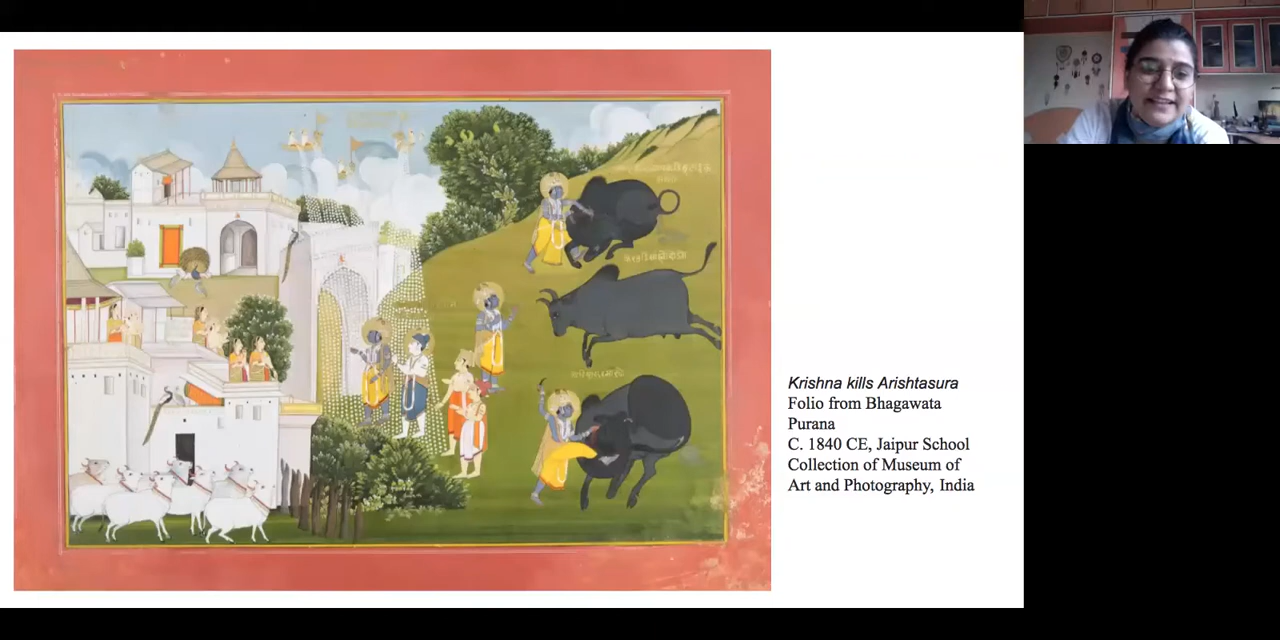 Krishna kills Arishtasura
Folio from Bhagawata
Purana
C. 1840 CE, Jaipur School
Collection of Museum of
Art and Photography, India